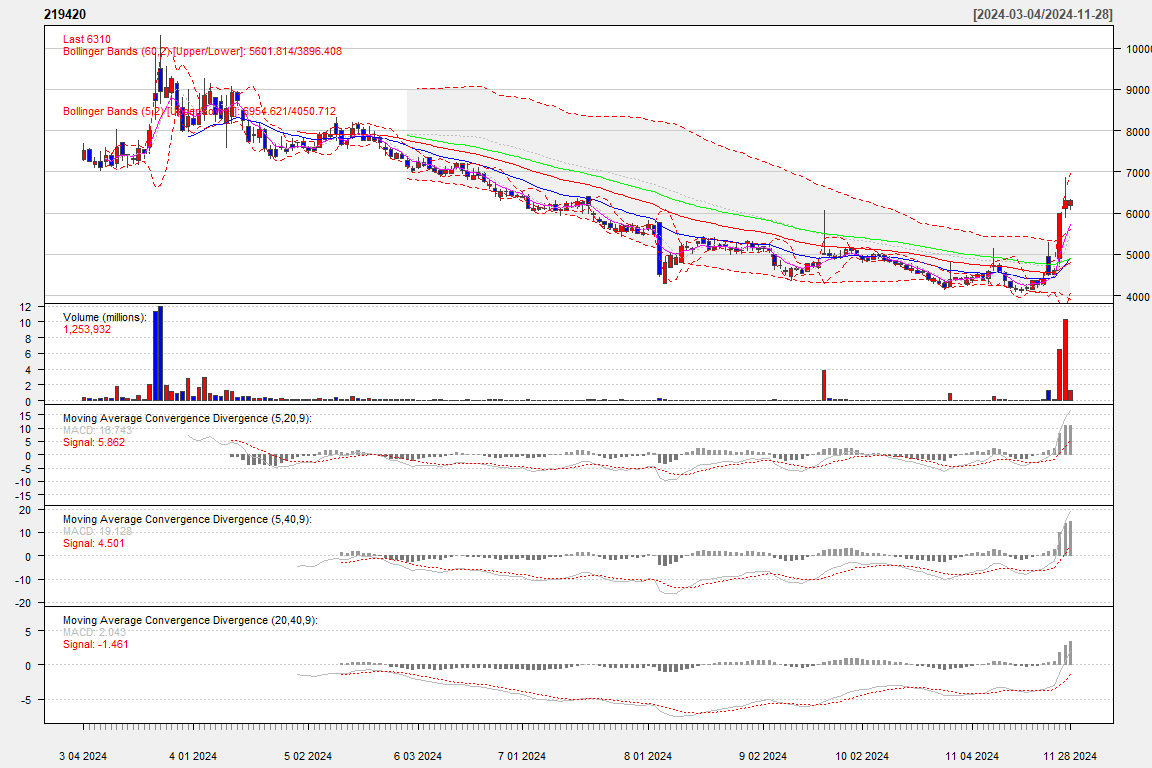 219420 [2024-03-04/2024-11-28]
Last 6310
Bollinger Bands (60,2) [Upper/Lower]: 5601.814/3896.408
Bollinger Bands (5,2) [Upper/Lower]: 6954.621/4050.712
10000
9000
8000
7000
6000
5000
4000
Volume (millions):
1,253,932
12
10
8
6
4
2
0
Moving Average Convergence Divergence (5,20,9):
MACD: 16.743
Signal: 5.862
15
10
5
0
-5
-10
-15
Moving Average Convergence Divergence (5,40,9):
MACD: 19.128
Signal: 4.501
20
10
0
-10
-20
Moving Average Convergence Divergence (20,40,9):
MACD: 2.043
Signal: -1.461
5
0
-5
3 04 2024 4 01 2024 5 02 2024 6 03 2024 7 01 2024 8 01 2024 9 02 2024 10 02 2024 11 04 2024 11 28 2024